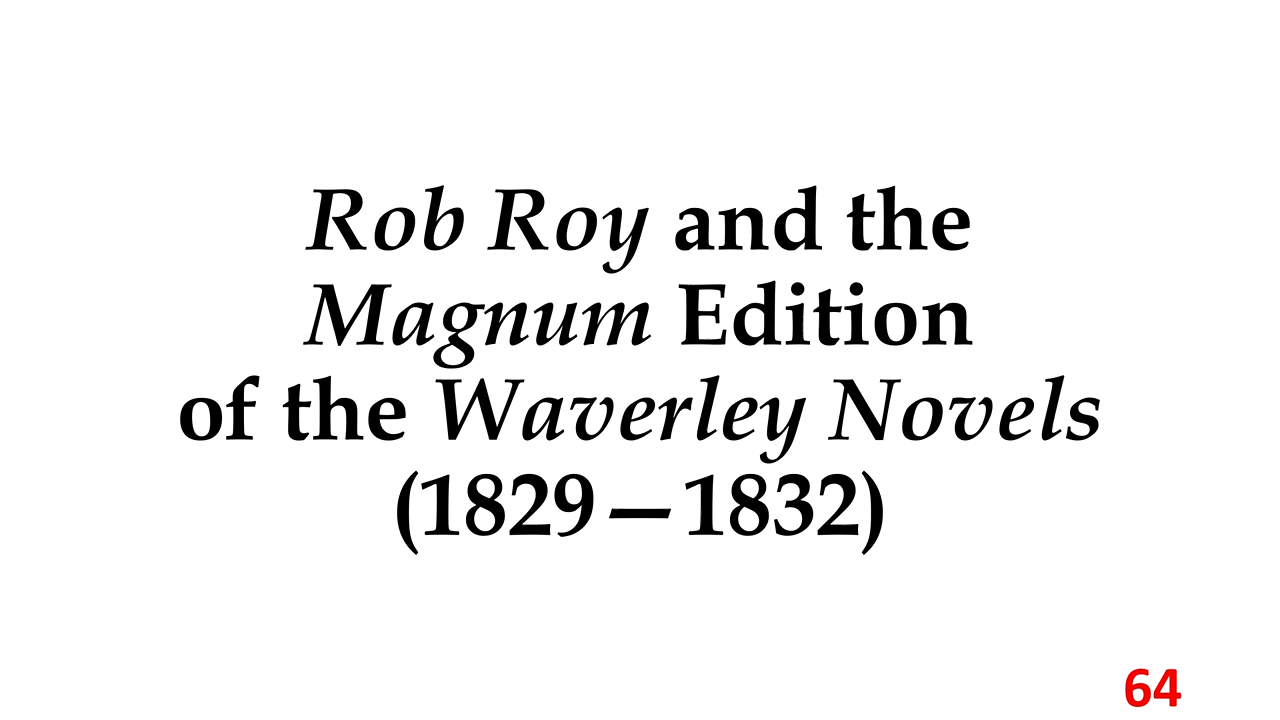 Rob Roy and the
Magnum Edition
of the Waverley Novels
(1829—1832)
64